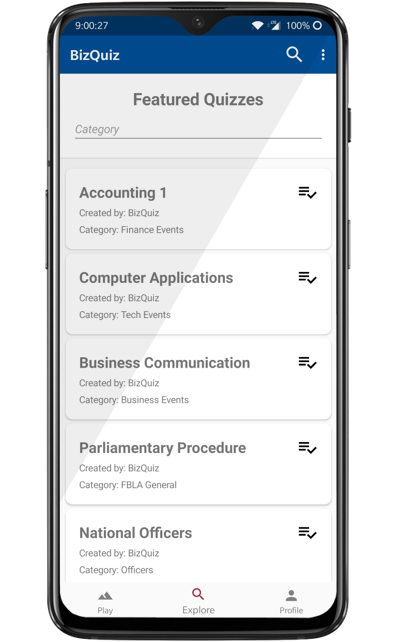 9:00:27 100%
BizQuiz
Featured Quizzes
Category
Accounting 1
Created by: BizQuiz
Category: Finance Events
Computer Applications
Created by: BizQuiz
Category: Tech Events
Business Communication
Created by: BizQuiz
Category: Business Events
Parliamentary Procedure
Created by: BizQuiz
Category: FBLA General
National Officers
Created by: BizQuiz
Category: Officers
Play Explore Profile